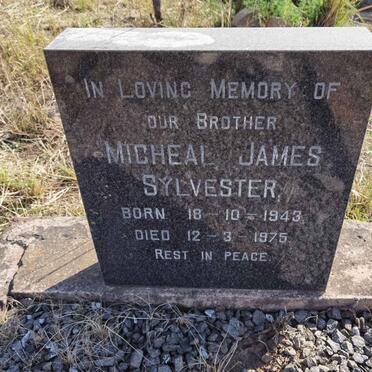 In Loving Memory of
our Brother
Micheal James
Sylvester,
Born 18-10-1943
Died 12-3-1975
Rest in peace.